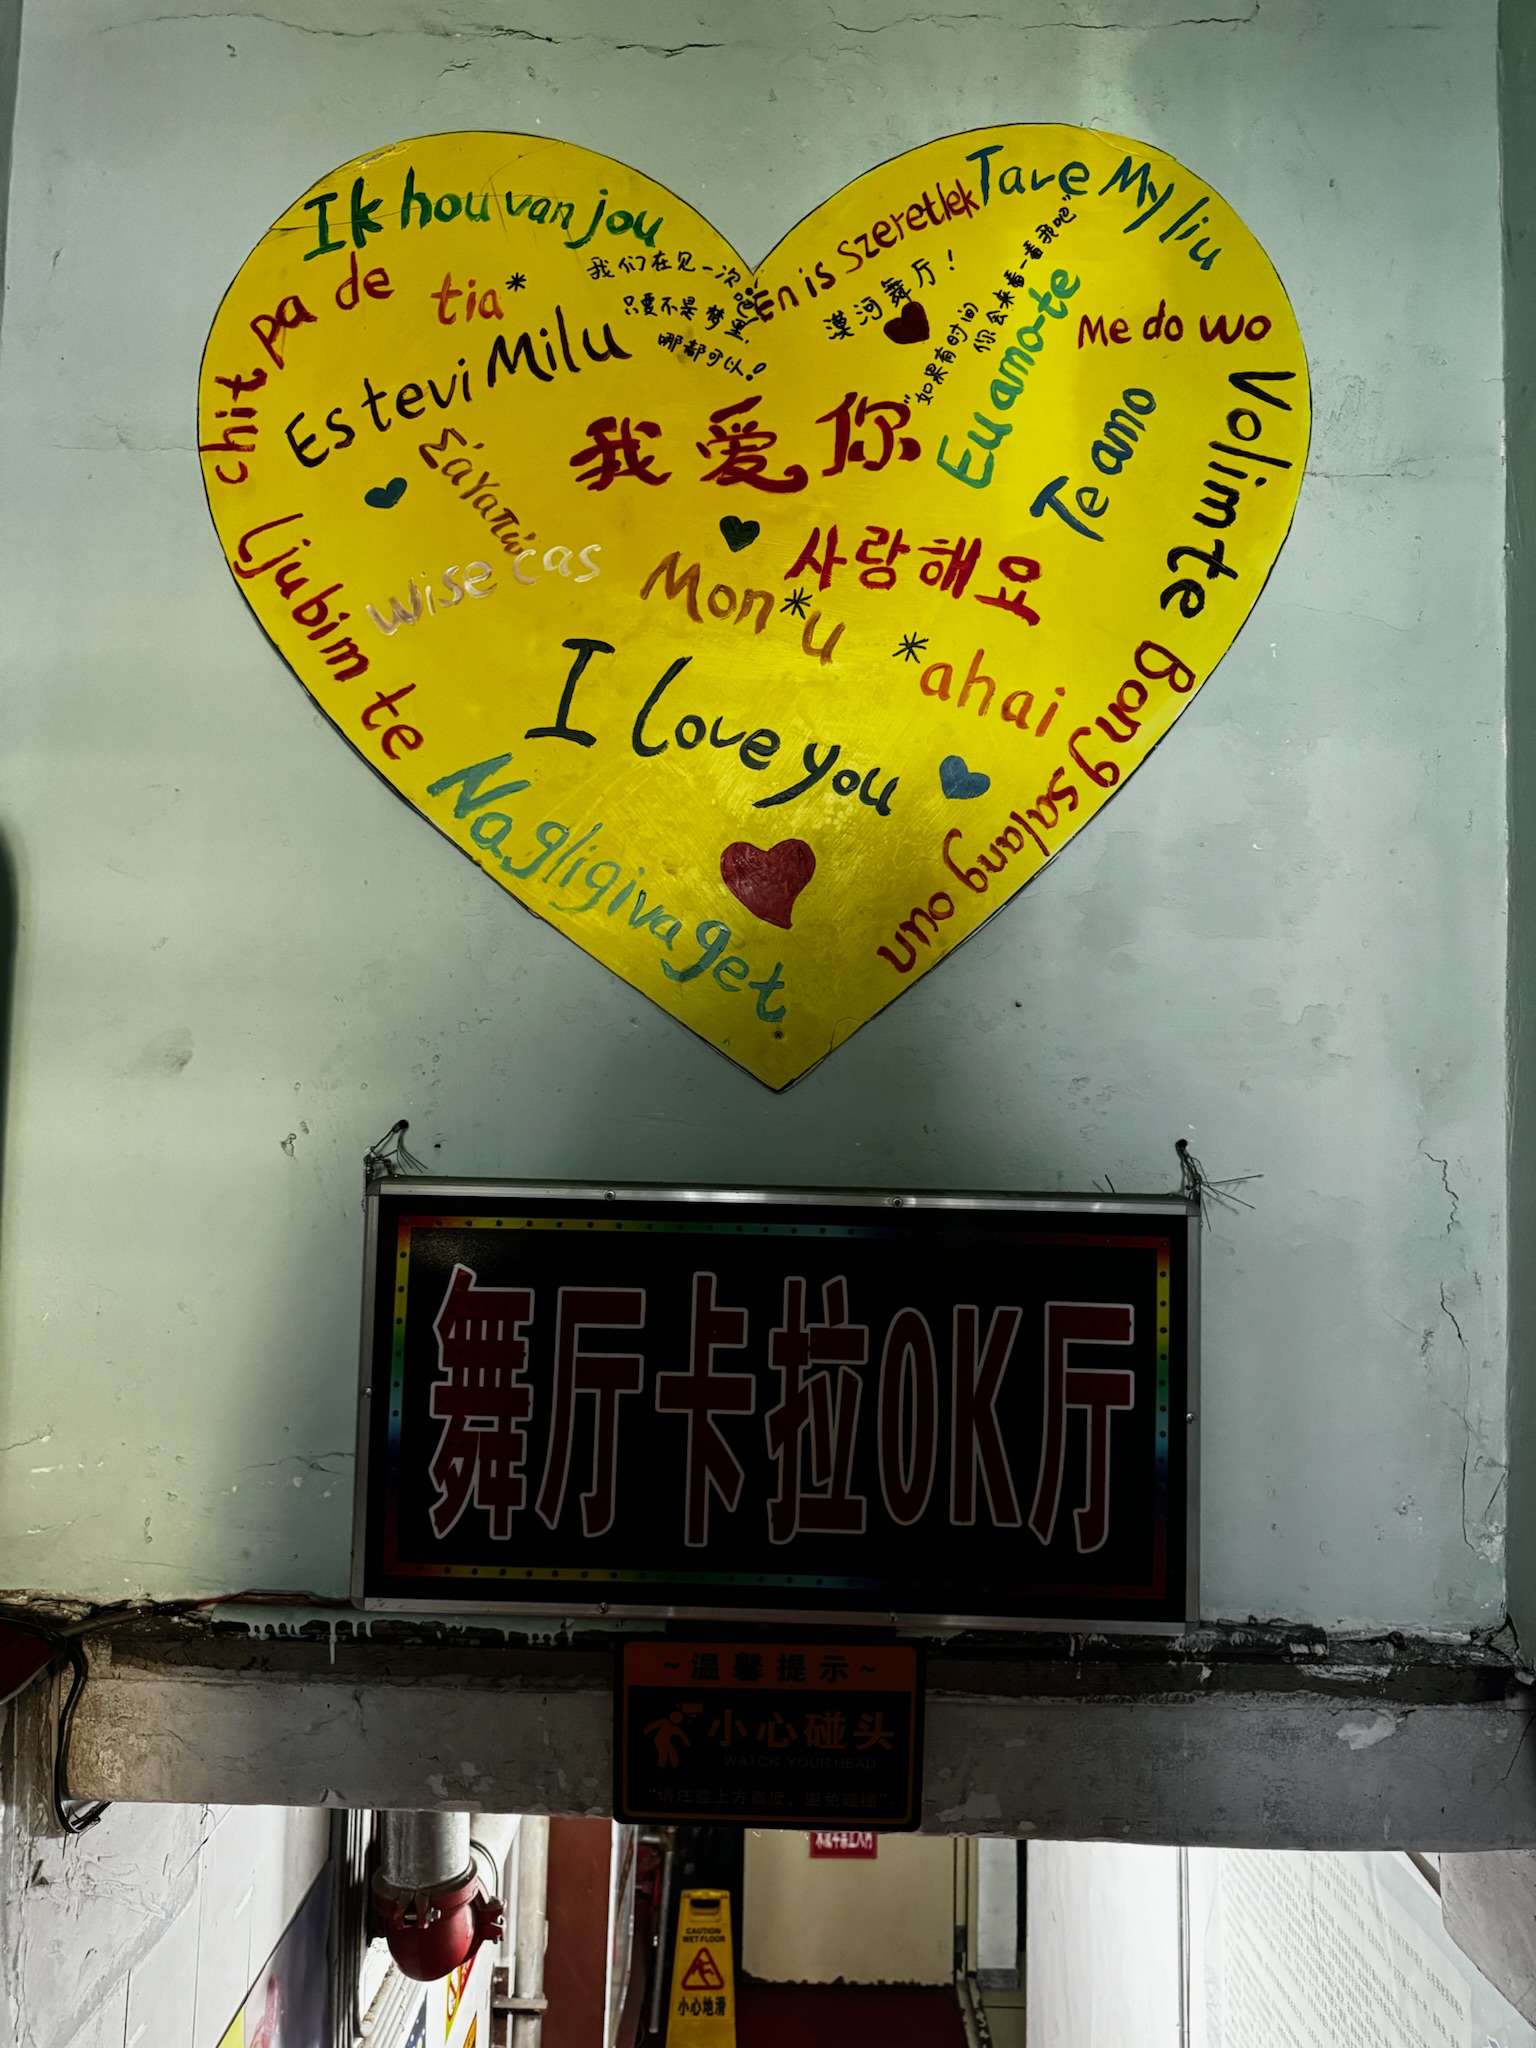 Ik hou van jou
Tave Myliu
En is szeretlek
chit pa de
tia*
我们在见一次
只要不是梦里，
哪都可以！
漠河舞厅！
"如果有时间
你会来看一看我吧"
Es tevi Milu
Me do wo
Eu amo-te
Te amo
Volim te
我爱你
Σάγαπώ
wise cas
사랑해요
Mon*u
*ahai
Ljubim te
I love you
Bong salang oun
Nagligivaget
舞厅卡拉OK厅
~温馨提示~
小心碰头
WATCH YOUR HEAD
"请注意上方高度，避免碰撞"
CAUTION
WET FLOOR
小心地滑